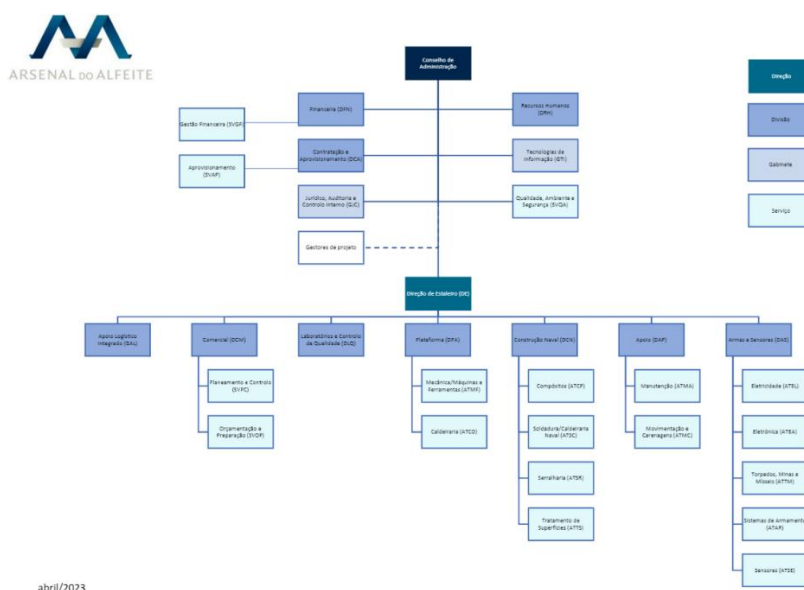 ARSENAL DO ALFEITE
Conselho de
Administração
Direção
Financeira (DFN)
Recursos Humanos
(DRH)
Gestão Financeira (SVGF)
Divisão
Contratação e
Aprovisionamento (DCA)
Tecnologias de
Informação (GTI)
Aprovisionamento
(SVAP)
Gabinete
Jurídico, Auditoria e
Controlo Interno (GJC)
Qualidade, Ambiente e
Segurança (SVQA)
Serviço
Gestores de projeto
Direção de Estaleiro (DE)
Apoio Logístico
Integrado (DAL)
Comercial (DCM)
Laboratórios e Controlo
de Qualidade (DLQ)
Plataforma (DPA)
Construção Naval (DCN)
Apoio (DAP)
Armas e Sensores (DAS)
Planeamento e Controlo
(SVPC)
Mecânica/Máquinas e
Ferramentas (ATMF)
Compósitos (ATCP)
Manutenção (ATMA)
Eletricidade (ATEL)
Orçamentação e
Preparação (SVOP)
Caldeiraria (ATCD)
Soldadura/Caldeiraria
Naval (ATSC)
Movimentação e
Carenagens (ATMC)
Eletrónica (ATEA)
Serralharia (ATSR)
Torpedos, Minas e
Mísseis (ATTM)
Tratamento de
Superfícies (ATTS)
Sistemas de Armamento
(ATAR)
Sensores (ATSE)
abril/2023